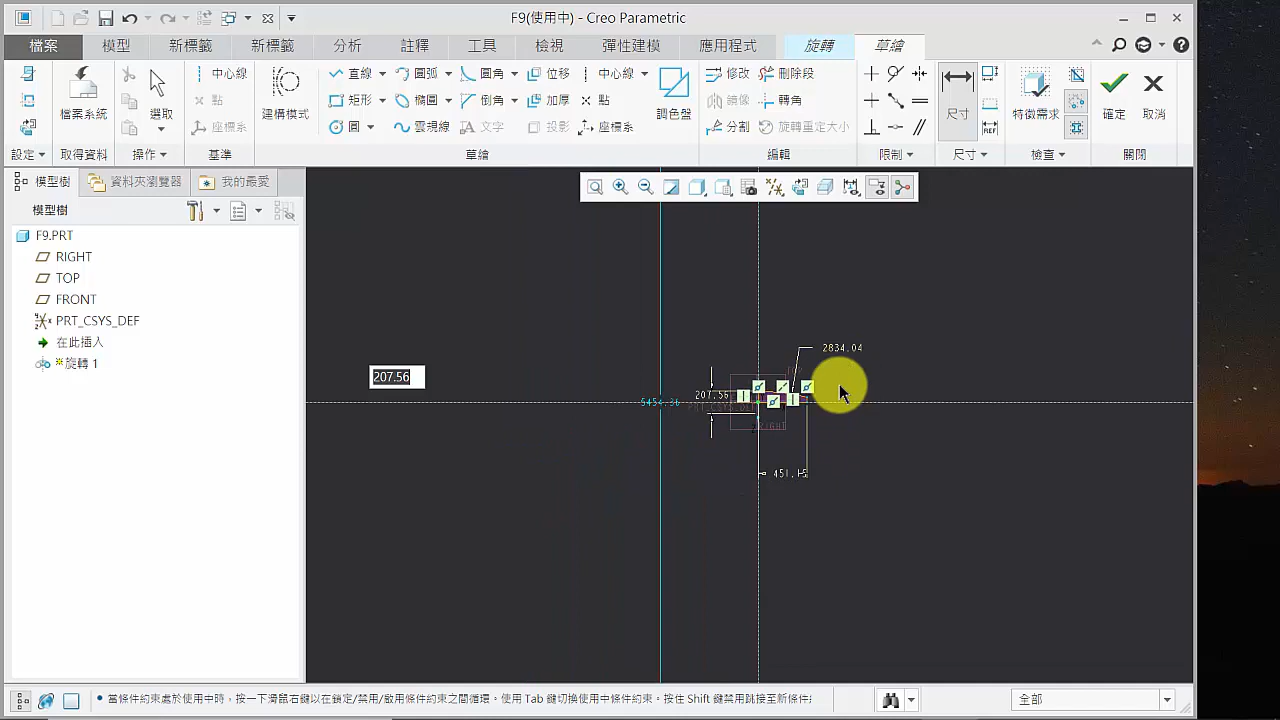 F9(使用中) - Creo Parametric
檔案 模型 新標籤 新標籤 分析 註釋 工具 檢視 彈性建模 應用程式 旋轉 草繪
中心線 直線 圓弧 圓角 位移 中心線 修改 刪除段
點 矩形 橢圓 倒角 加厚 點 鏡像 轉角
座標系 圓 雲規線 文字 投影 座標系 分割 旋轉重定大小
檔案系統 選取 建構模式 調色盤 尺寸 特徵需求 確定 取消
設定 取得資料 操作 基準 草繪 編輯 限制 尺寸 檢查 關閉
模型樹 資料夾瀏覽器 我的最愛
模型樹
F9.PRT
RIGHT
TOP
FRONT
PRT_CSYS_DEF
在此插入
旋轉 1
2834.04
207.56
207.56
5454.36
RIGHT
451.15
當條件約束處於使用中時，按一下滑鼠右鍵以在鎖定/禁用/啟用條件約束之間循環。使用 Tab 鍵切換使用中條件約束。按住 Shift 鍵禁用鎖接至新條件
全部